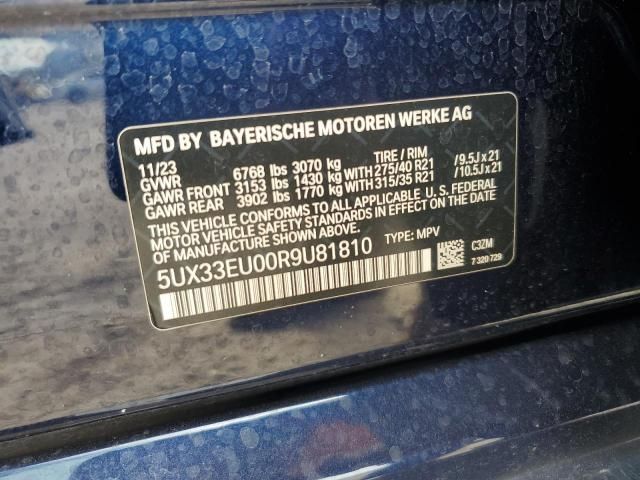 MFD BY BAYERISCHE MOTOREN WERKE AG
11/23 TIRE / RIM
GVWR 6768 lbs 3070 kg
GAWR FRONT 3153 lbs 1430 kg WITH 275/40 R21 /9.5J x 21
GAWR REAR 3902 lbs 1770 kg WITH 315/35 R21 /10.5J x 21
THIS VEHICLE CONFORMS TO ALL APPLICABLE U.S. FEDERAL
MOTOR VEHICLE SAFETY STANDARDS IN EFFECT ON THE DATE
OF MANUFACTURE SHOWN ABOVE.
5UX33EU00R9U81810 TYPE: MPV
C3ZM
7 320 729